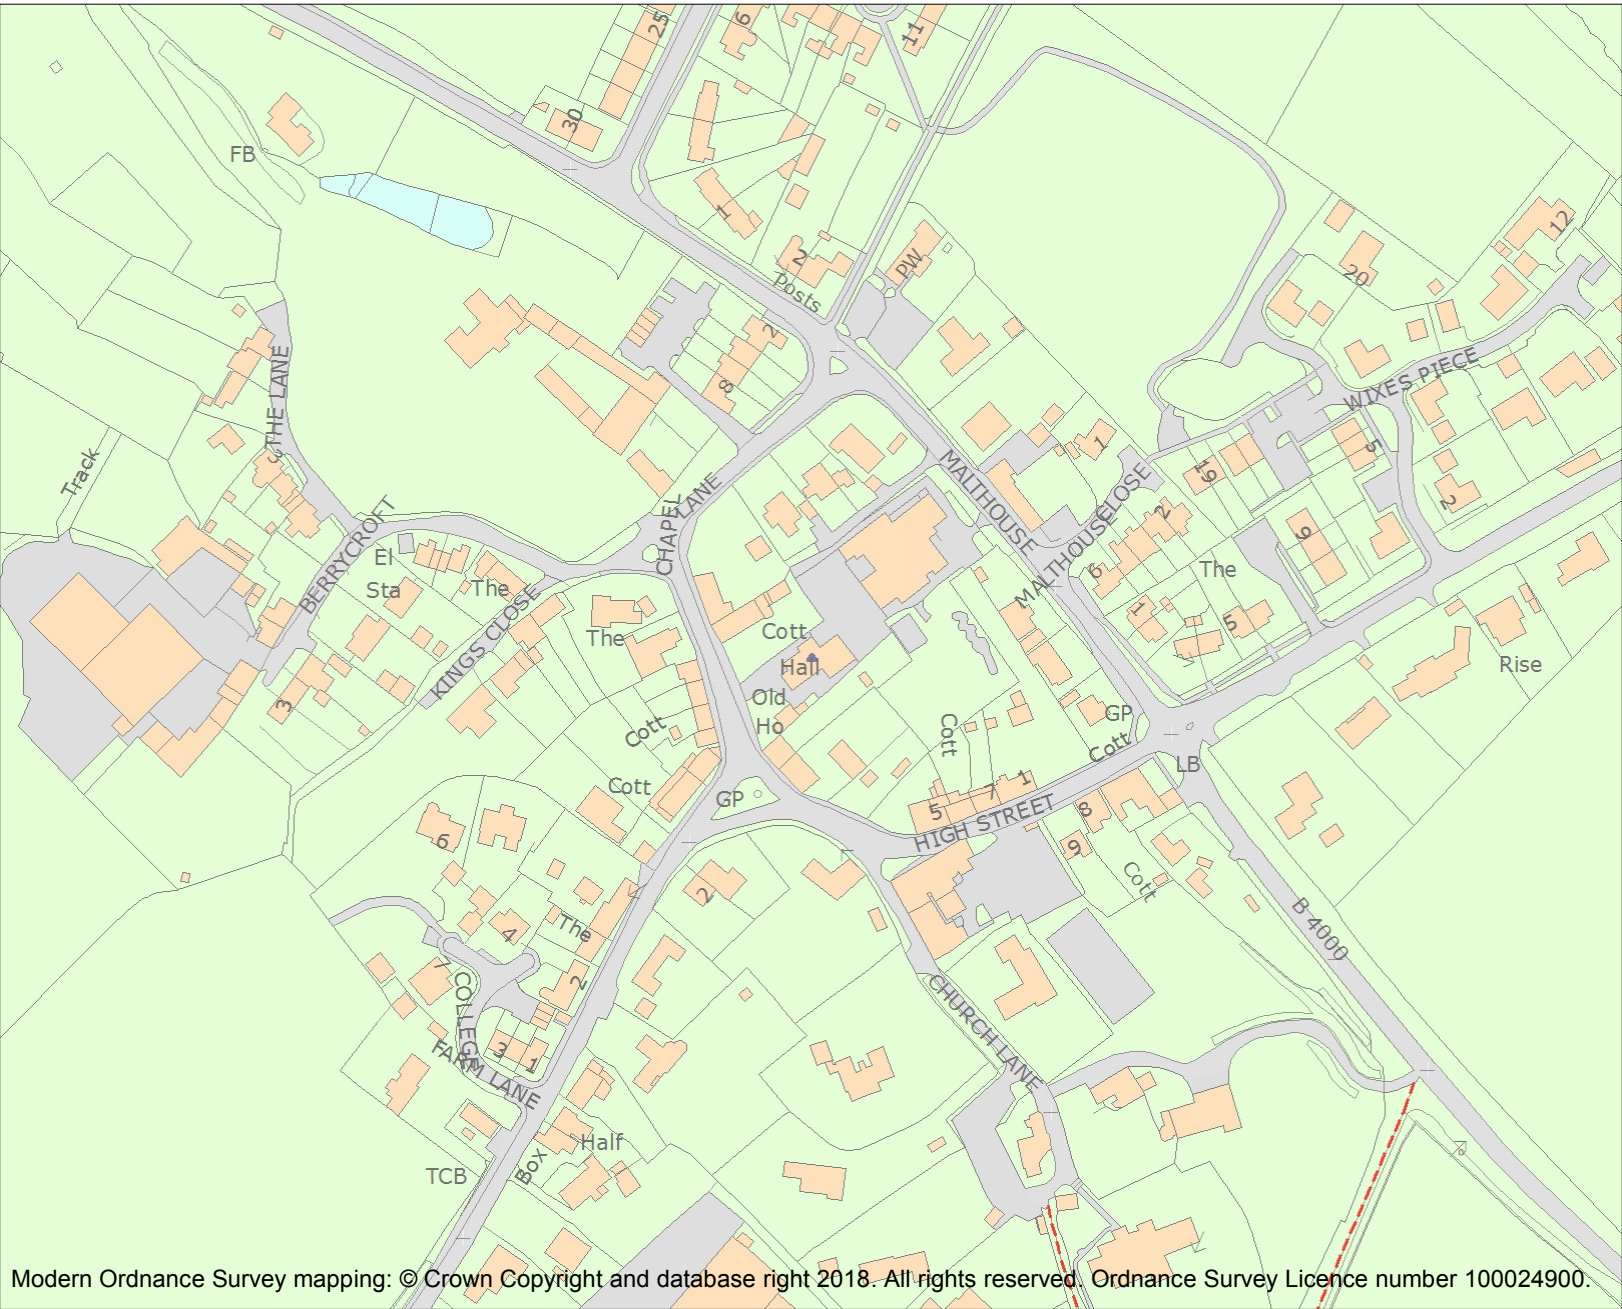 25
6
11
30
FB
1
2
Posts
PW
12
20
THE LANE
2
8
WIXES PIECE
Track
3
MALTHOUSE
1
5
19
2
CHAPEL
LANE
BERRYCROFT
El
Sta
The
MALTHOUSECLOSE
2
6
The
9
KINGS CLOSE
The
Cott
Hall
1
5
Rise
3
Old
Ho
Cott
Cott
GP
Cott
LB
Cott
GP
5
7
1
HIGH STREET
8
9
Cott
6
2
B 4000
The
4
7
2
COLLEGE
FARM LANE
3
1
CHURCH LANE
Half
Box
TCB
Modern Ordnance Survey mapping: © Crown Copyright and database right 2018. All rights reserved. Ordnance Survey Licence number 100024900.